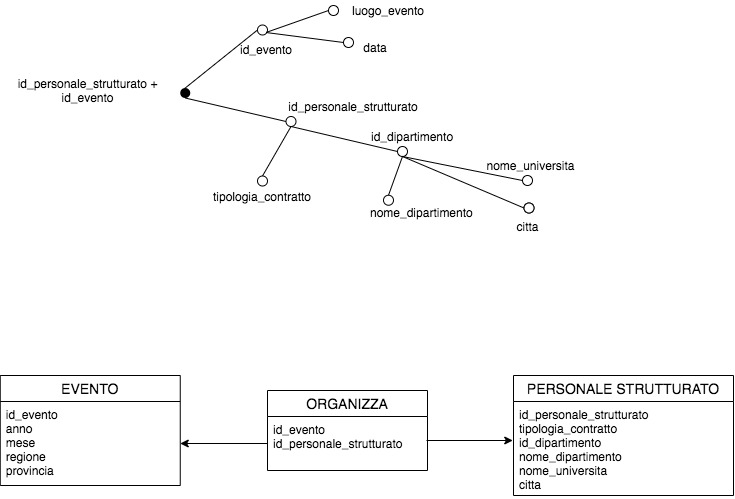 luogo_evento
id_evento
data
id_personale_strutturato +
id_evento
id_personale_strutturato
id_dipartimento
nome_universita
tipologia_contratto
nome_dipartimento
citta
EVENTO
id_evento
anno
mese
regione
provincia
ORGANIZZA
id_evento
id_personale_strutturato
PERSONALE STRUTTURATO
id_personale_strutturato
tipologia_contratto
id_dipartimento
nome_dipartimento
nome_universita
citta